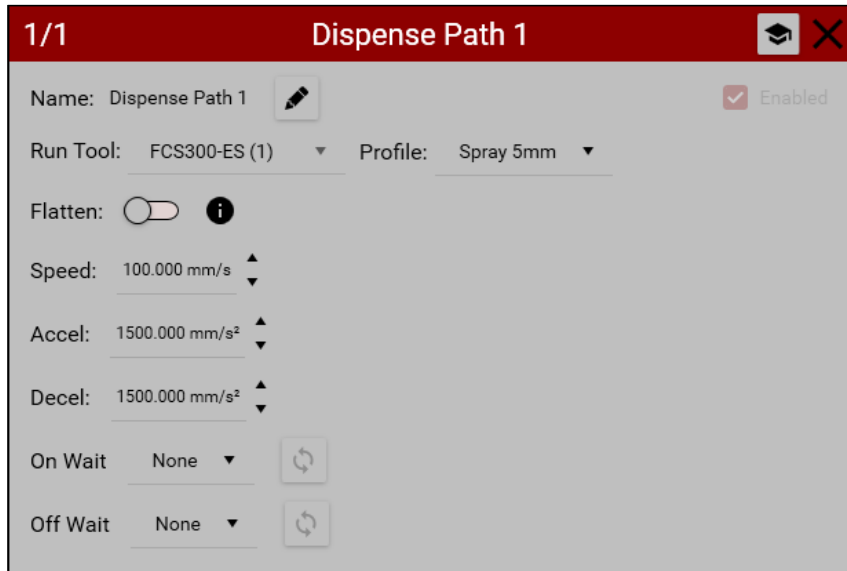 1/1 Dispense Path 1
Name: Dispense Path 1 Enabled
Run Tool: FCS300-ES (1) Profile: Spray 5mm
Flatten:
Speed: 100.000 mm/s
Accel: 1500.000 mm/s²
Decel: 1500.000 mm/s²
On Wait None
Off Wait None